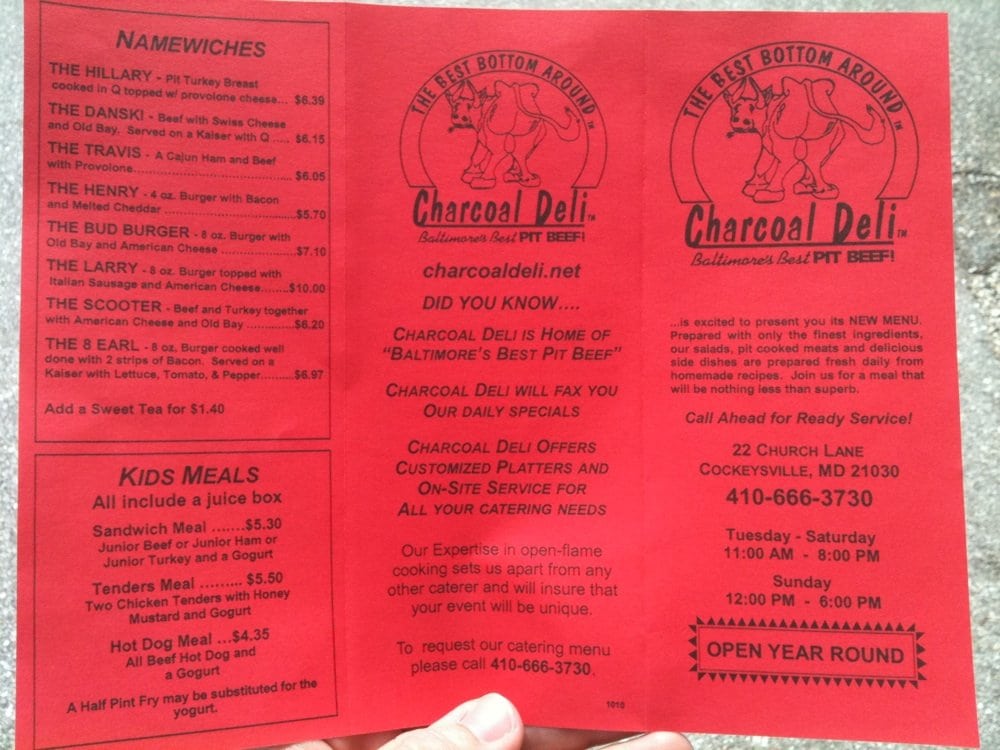 NAMEWICHES
THE HILLARY - Pit Turkey Breast
cooked in Q topped w/ provolone cheese... $6.39
THE DANSKI - Beef with Swiss Cheese
and Old Bay. Served on a Kaiser with Q ..... $6.15
THE TRAVIS - A Cajun Ham and Beef
with Provolone.................................... $6.05
THE HENRY - 4 oz. Burger with Bacon
and Melted Cheddar .............................$5.70
THE BUD BURGER - 8 oz. Burger with
Old Bay and American Cheese .................$7.10
THE LARRY - 8 oz. Burger topped with
Italian Sausage and American Cheese.......$10.00
THE SCOOTER - Beef and Turkey together
with American Cheese and Old Bay ............$6.20
THE 8 EARL - 8 oz. Burger cooked well
done with 2 strips of Bacon. Served on a
Kaiser with Lettuce, Tomato, & Pepper.........$6.97
Add a Sweet Tea for $1.40
KIDS MEALS
All include a juice box
Sandwich Meal .......$5.30
Junior Beef or Junior Ham or
Junior Turkey and a Gogurt
Tenders Meal ......... $5.50
Two Chicken Tenders with Honey
Mustard and Gogurt
Hot Dog Meal ...$4.35
All Beef Hot Dog and
a Gogurt
A Half Pint Fry may be substituted for the
yogurt.
THE BEST BOTTOM AROUND TM
Charcoal Deli TM
Baltimore's Best PIT BEEF!
charcoaldeli.net
DID YOU KNOW....
CHARCOAL DELI IS HOME OF
"BALTIMORE'S BEST PIT BEEF"
CHARCOAL DELI WILL FAX YOU
OUR DAILY SPECIALS
CHARCOAL DELI OFFERS
CUSTOMIZED PLATTERS AND
ON-SITE SERVICE FOR
ALL YOUR CATERING NEEDS
Our Expertise in open-flame
cooking sets us apart from any
other caterer and will insure that
your event will be unique.
To request our catering menu
please call 410-666-3730.
1010
THE BEST BOTTOM AROUND TM
Charcoal Deli TM
Baltimore's Best PIT BEEF!
...is excited to present you its NEW MENU.
Prepared with only the finest ingredients,
our salads, pit cooked meats and delicious
side dishes are prepared fresh daily from
homemade recipes. Join us for a meal that
will be nothing less than superb.
Call Ahead for Ready Service!
22 CHURCH LANE
COCKEYSVILLE, MD 21030
410-666-3730
Tuesday - Saturday
11:00 AM - 8:00 PM
Sunday
12:00 PM - 6:00 PM
OPEN YEAR ROUND